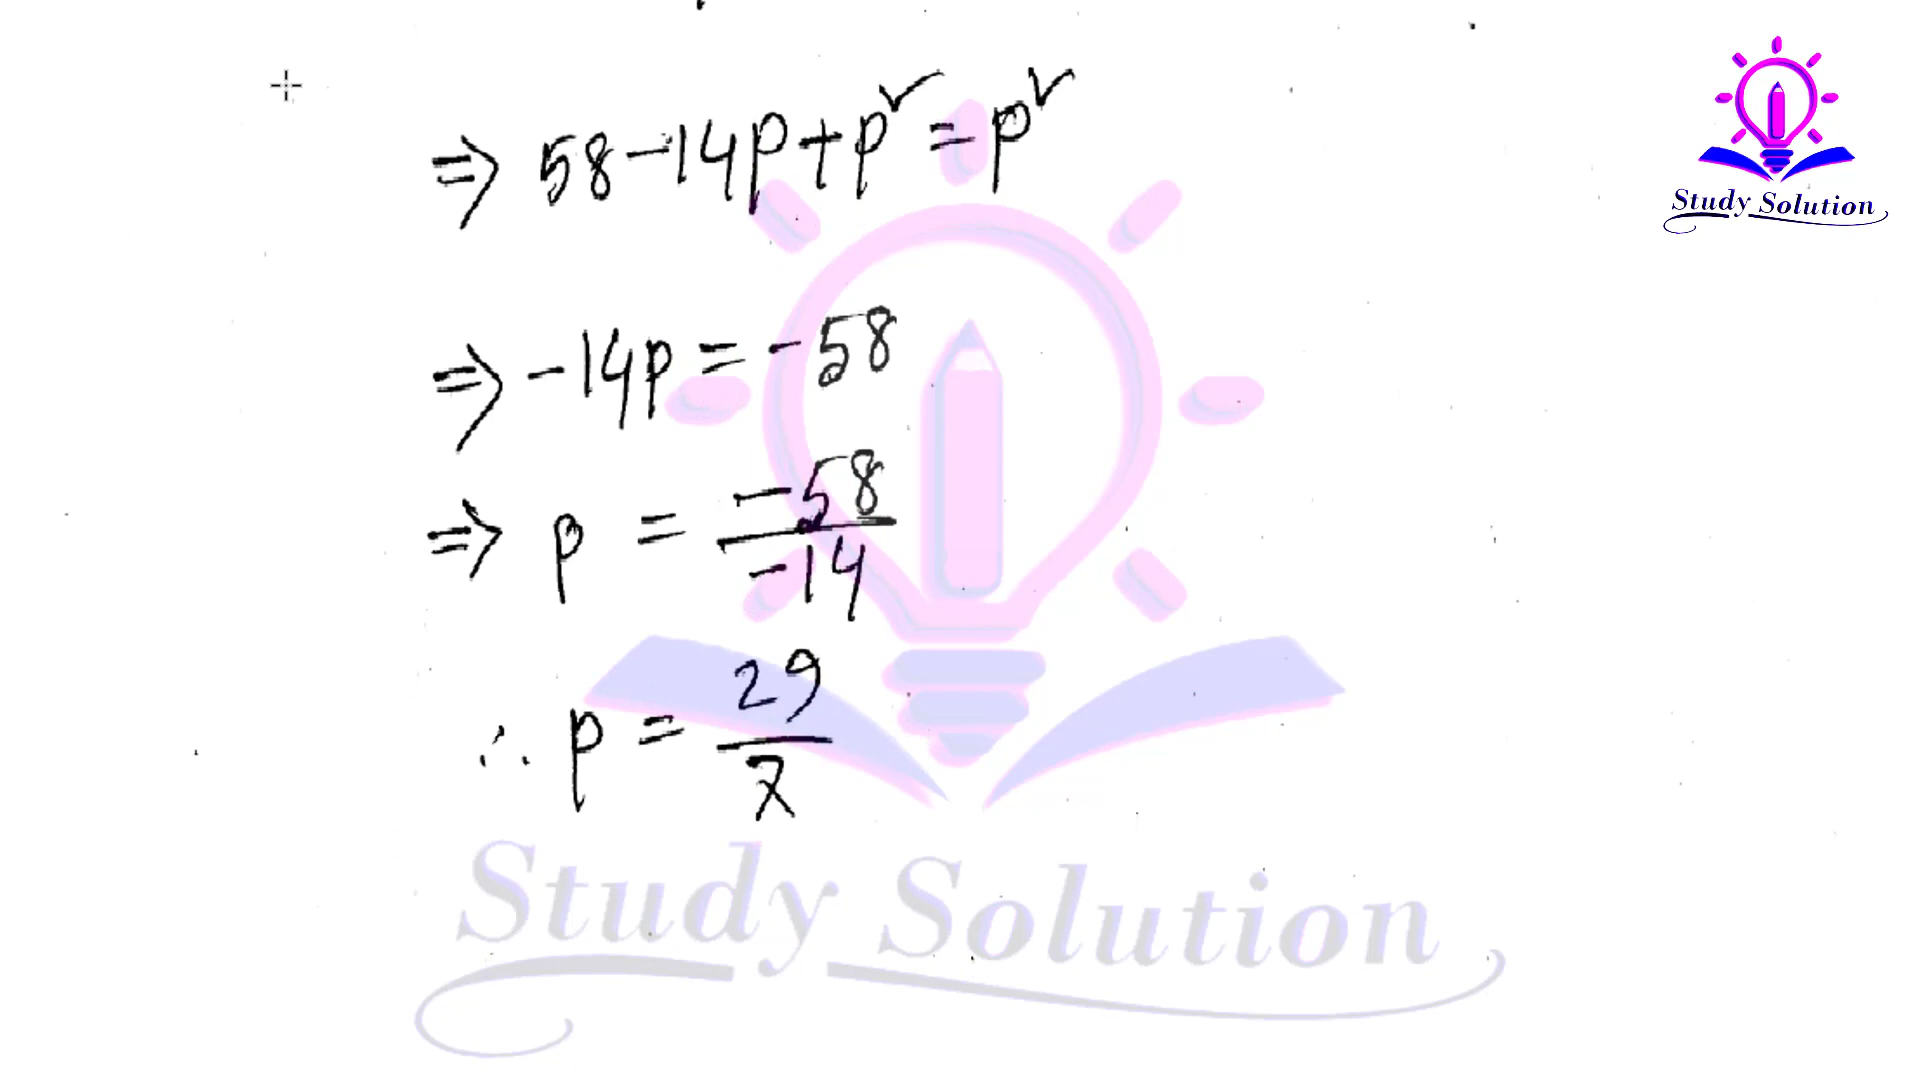 Study Solution
⇒ 58-14p+p² = p²
⇒ -14p = -58
⇒ p = -58/-14
∴ p = 29/7
Study Solution